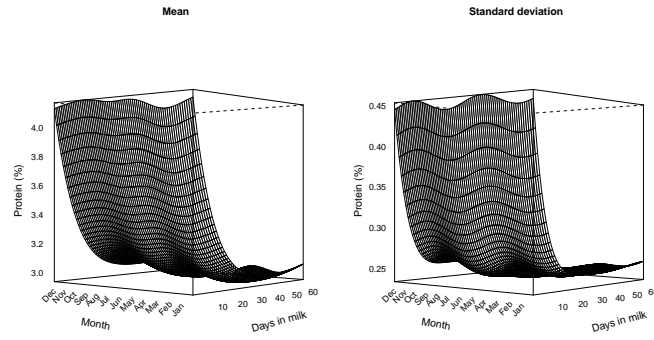 Mean
Protein (%)
4.0
3.8
3.6
3.4
3.2
3.0
Dec
Nov
Oct
Sep
Aug
Jul
Jun
May
Apr
Mar
Feb
Jan
Month
10
20
30
40
50
60
Days in milk
Standard deviation
Protein (%)
0.45
0.40
0.35
0.30
0.25
Dec
Nov
Oct
Sep
Aug
Jul
Jun
May
Apr
Mar
Feb
Jan
Month
10
20
30
40
50
60
Days in milk